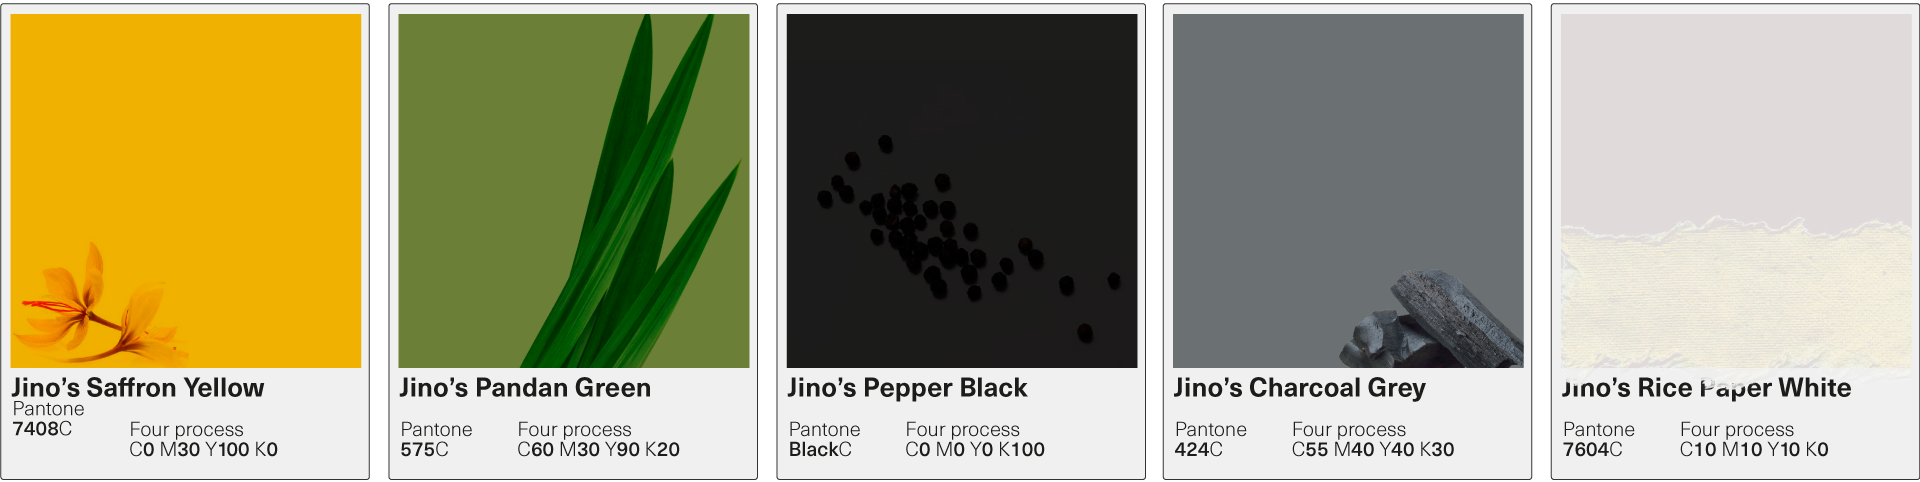 Jino’s Saffron Yellow
Pantone
7408C
Four process
C0 M30 Y100 K0
Jino’s Pandan Green
Pantone
575C
Four process
C60 M30 Y90 K20
Jino’s Pepper Black
Pantone
BlackC
Four process
C0 M0 Y0 K100
Jino’s Charcoal Grey
Pantone
424C
Four process
C55 M40 Y40 K30
Jino’s Rice Paper White
Pantone
7604C
Four process
C10 M10 Y10 K0